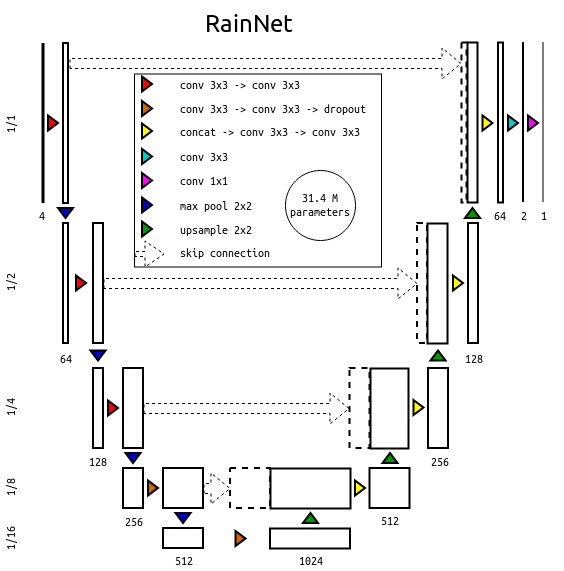 RainNet
1/1
conv 3x3 -> conv 3x3
conv 3x3 -> conv 3x3 -> dropout
concat -> conv 3x3 -> conv 3x3
conv 3x3
conv 1x1
max pool 2x2
upsample 2x2
skip connection
31.4 M
parameters
4
64
2
1
1/2
64
128
1/4
128
256
1/8
256
512
1/16
512
1024